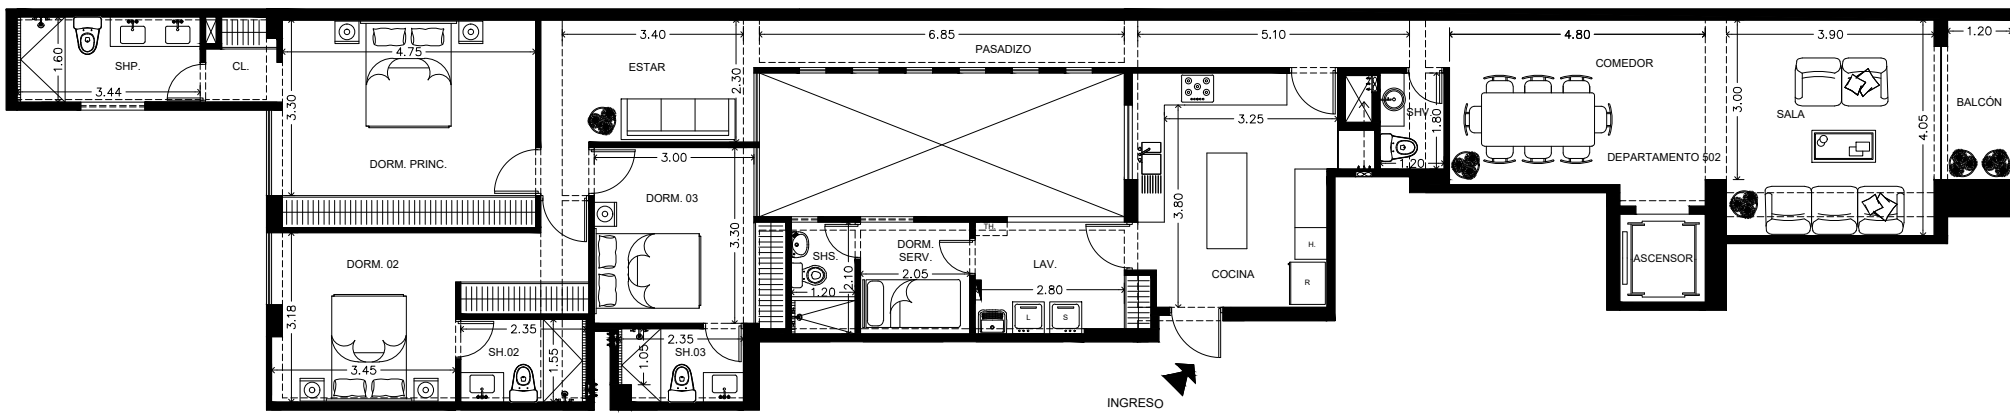 3.40
6.85
5.10
4.80
3.90
1.20
PASADIZO
4.75
SHP.
CL.
1.60
3.44
ESTAR
2.30
3.30
COMEDOR
3.00
SALA
4.05
BALCÓN
DORM. PRINC.
3.25
SHV.
1.80
1.20
DEPARTAMENTO 502
3.00
DORM. 03
3.30
3.80
TH.
DORM.
SERV.
SHS.
2.10
1.20
2.05
LAV.
2.80
H.
R
COCINA
ASCENSOR
DORM. 02
3.18
L
S
2.35
SH.02
1.55
3.45
2.35
SH.03
1.05
INGRESO